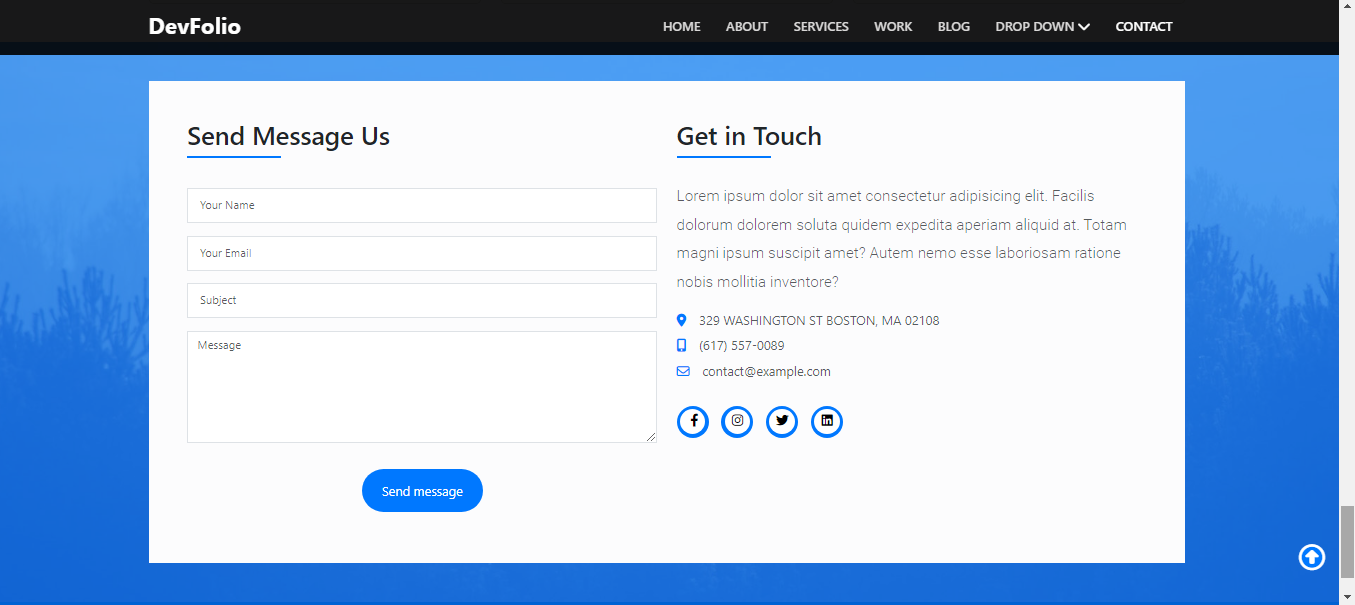 DevFolio
HOME ABOUT SERVICES WORK BLOG DROP DOWN CONTACT
Send Message Us
Your Name
Your Email
Subject
Message
Send message
Get in Touch
Lorem ipsum dolor sit amet consectetur adipisicing elit. Facilis
dolorum dolorem soluta quidem expedita aperiam aliquid at. Totam
magni ipsum suscipit amet? Autem nemo esse laboriosam ratione
nobis mollitia inventore?
329 WASHINGTON ST BOSTON, MA 02108
(617) 557-0089
contact@example.com